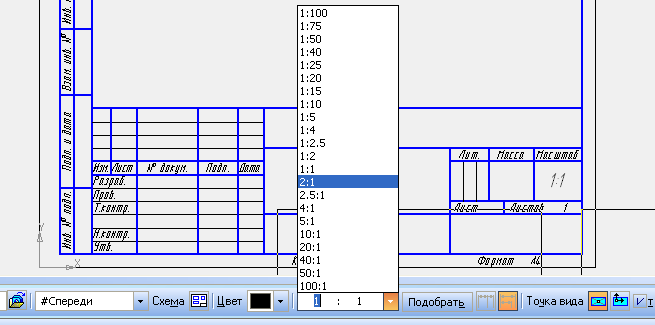 Инв. №
Взам. инв. №
Подп. и дата
Инв. № подл.
1:100
1:75
1:50
1:40
1:25
1:20
1:15
1:10
1:5
1:4
1:2.5
1:2
1:1
2:1
2.5:1
4:1
5:1
10:1
20:1
40:1
50:1
100:1
Изм. Лист № докум. Подп. Дата
Разраб.
Пров.
Т.контр.
Н.контр.
Утв.
Лит. Масса Масштаб
1:1
Лист Листов 1
Формат А4
Y
X
#Спереди Схема Цвет 1 : 1 Подобрать Точка вида